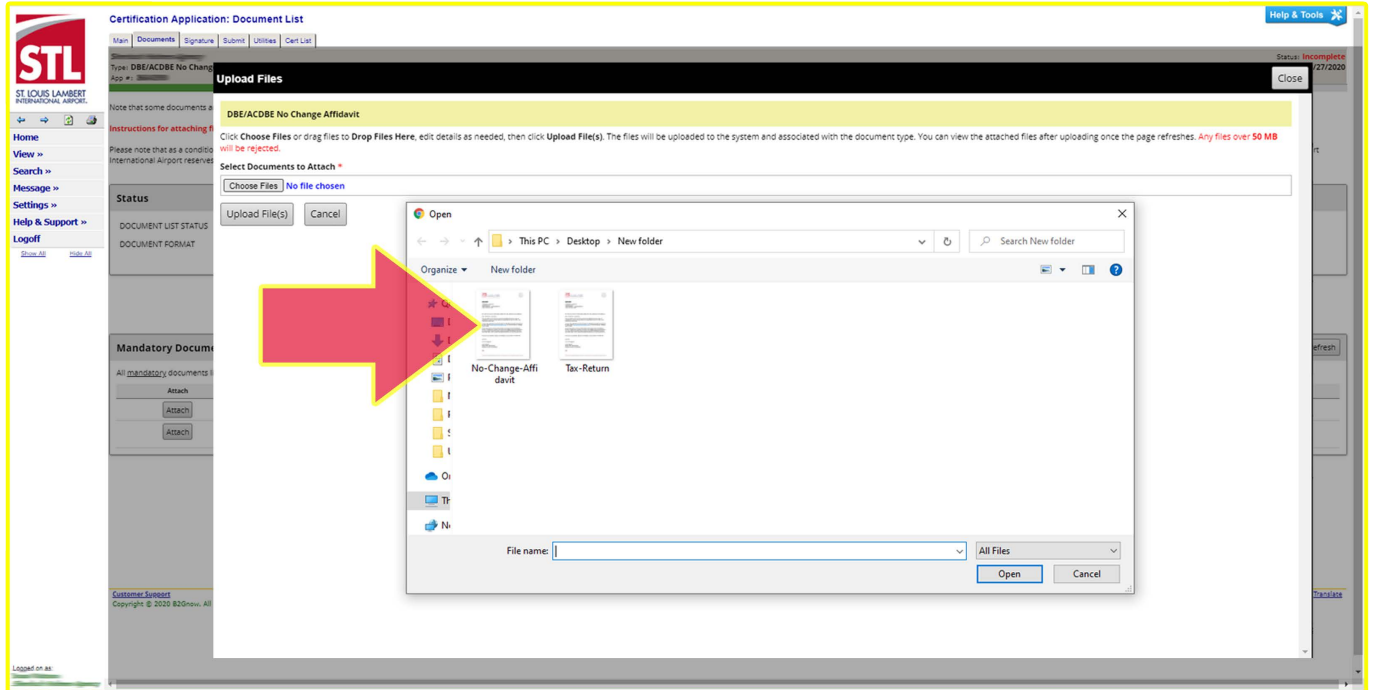 Certification Application: Document List
Help & Tools
Main Documents Signature Submit Utilities Cert List
STL
ST. LOUIS LAMBERT
INTERNATIONAL AIRPORT.
Home
View »
Search »
Message »
Settings »
Help & Support »
Logoff
Show All Hide All
Logged on as:
Status: Incomplete
Type: DBE/ACDBE No Chang
/27/2020
App #:
Note that some documents a
Instructions for attaching f
Please note that as a conditio
International Airport reserves
rt
Status
DOCUMENT LIST STATUS
DOCUMENT FORMAT
Mandatory Docume
efresh
All mandatory documents l
Attach
Attach
Attach
Customer Support
Translate
Copyright © 2020 B2Gnow. All
Upload Files
Close
DBE/ACDBE No Change Affidavit
Click Choose Files or drag files to Drop Files Here, edit details as needed, then click Upload File(s). The files will be uploaded to the system and associated with the document type. You can view the attached files after uploading once the page refreshes. Any files over 50 MB
will be rejected.
Select Documents to Attach *
Choose Files No file chosen
Upload File(s) Cancel
Open
This PC > Desktop > New folder
Search New folder
Organize New folder
No-Change-Affi
davit
Tax-Return
File name:
All Files
Open Cancel